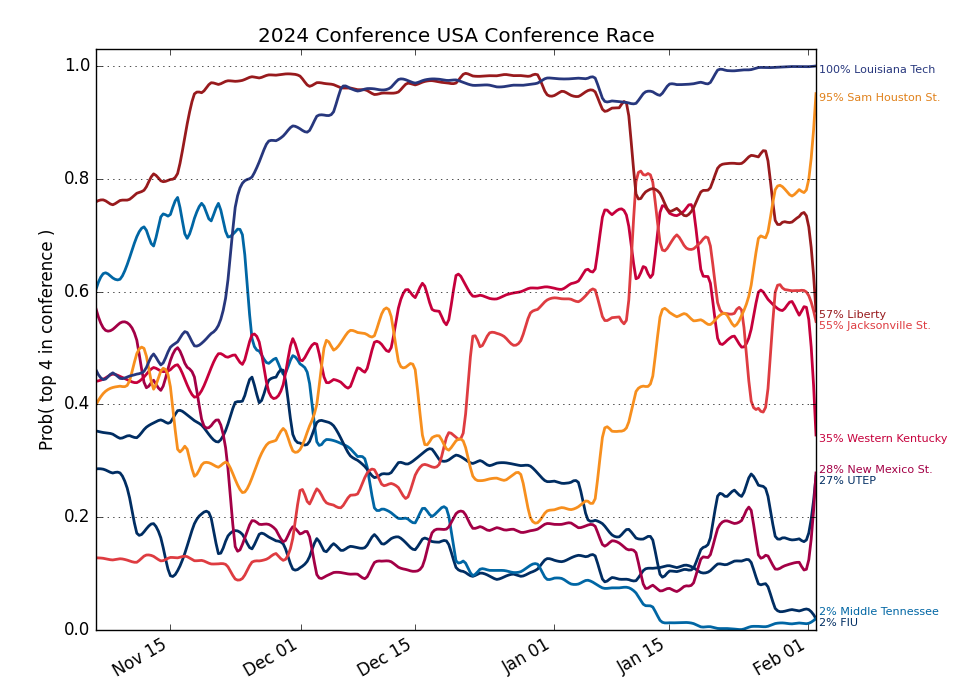 2024 Conference USA Conference Race
Prob( top 4 in conference )
1.0
0.8
0.6
0.4
0.2
0.0
Nov 15
Dec 01
Dec 15
Jan 01
Jan 15
Feb 01
100% Louisiana Tech
95% Sam Houston St.
57% Liberty
55% Jacksonville St.
35% Western Kentucky
28% New Mexico St.
27% UTEP
2% Middle Tennessee
2% FIU